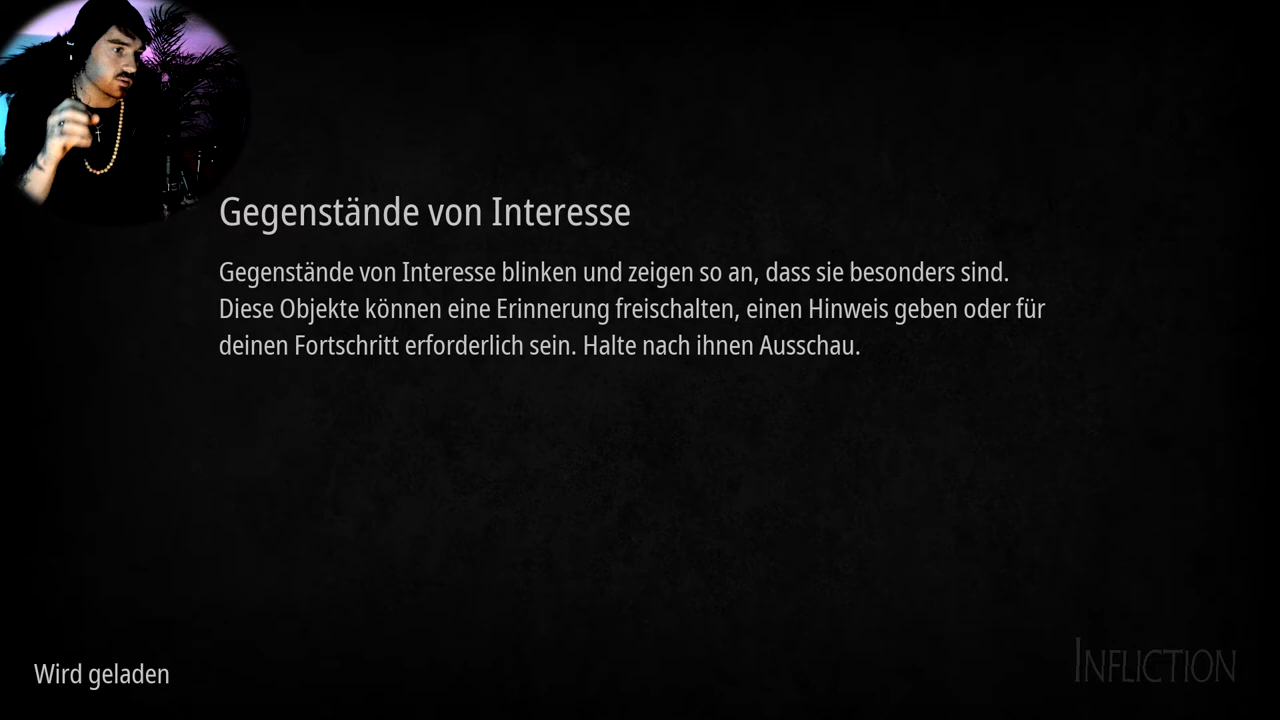 Gegenstände von Interesse
Gegenstände von Interesse blinken und zeigen so an, dass sie besonders sind.
Diese Objekte können eine Erinnerung freischalten, einen Hinweis geben oder für
deinen Fortschritt erforderlich sein. Halte nach ihnen Ausschau.
Wird geladen
INFLICTION